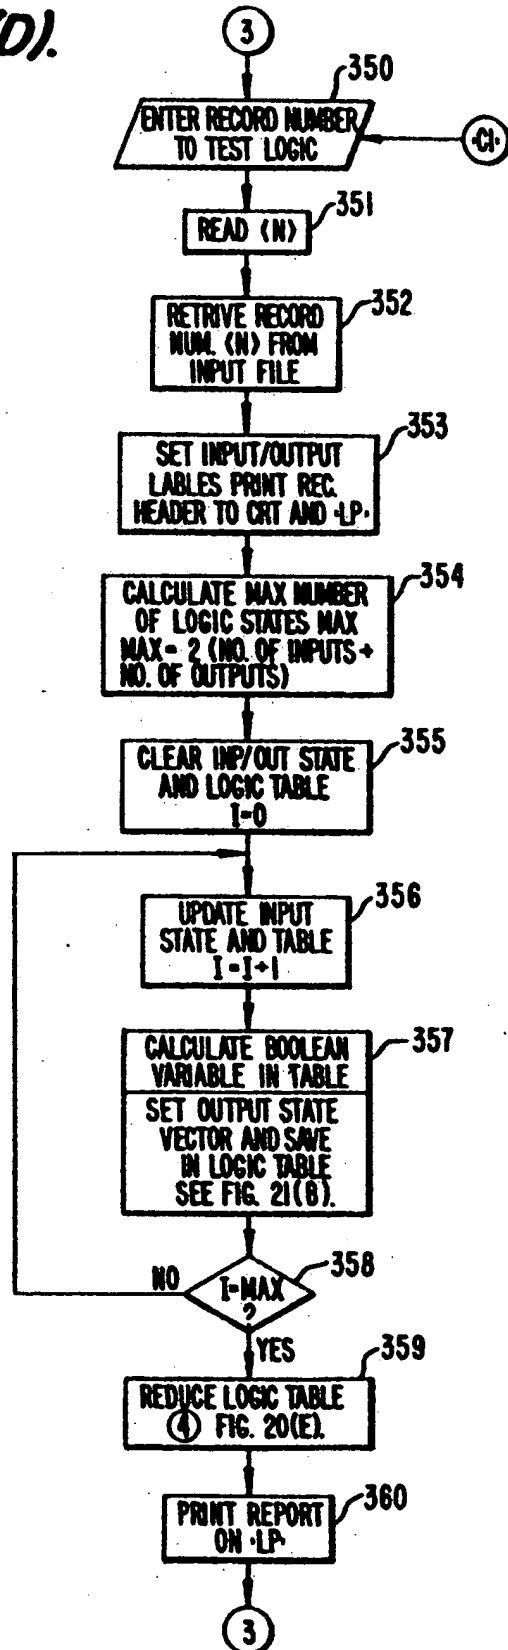 (D).
3
350
ENTER RECORD NUMBER
TO TEST LOGIC
·CI·
351
READ (N)
352
RETRIVE RECORD
NUM. (N) FROM
INPUT FILE
353
SET INPUT/OUTPUT
LABLES PRINT REC.
HEADER TO CRT AND ·LP·
354
CALCULATE MAX NUMBER
OF LOGIC STATES MAX
MAX= 2 (NO. OF INPUTS +
NO. OF OUTPUTS)
355
CLEAR INP/OUT STATE
AND LOGIC TABLE
I=0
356
UPDATE INPUT
STATE AND TABLE
I=I+1
357
CALCULATE BOOLEAN
VARIABLE IN TABLE
SET OUTPUT STATE
VECTOR AND SAVE
IN LOGIC TABLE
SEE FIG. 21(B).
358
NO
I=MAX
?
YES
359
REDUCE LOGIC TABLE
4 FIG. 20(E).
360
PRINT REPORT
ON ·LP·
3